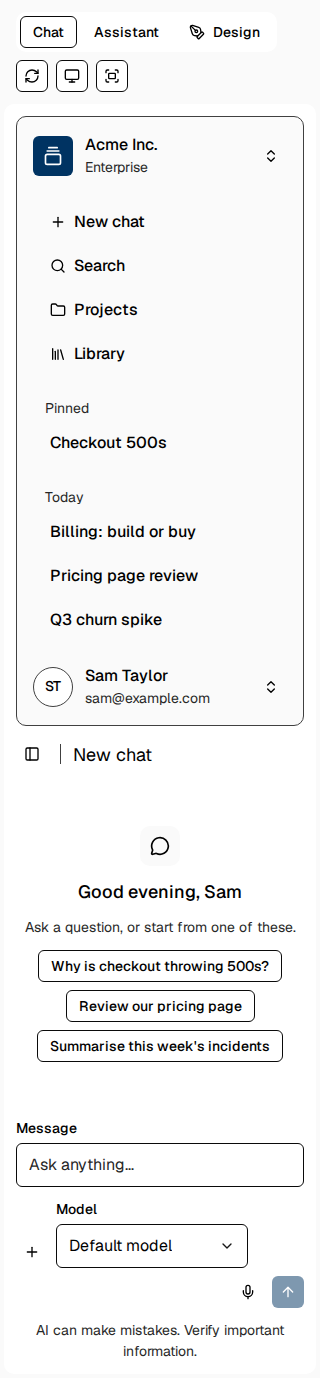 Chat
Assistant
Design
Acme Inc.
Enterprise
New chat
Search
Projects
Library
Pinned
Checkout 500s
Today
Billing: build or buy
Pricing page review
Q3 churn spike
ST
Sam Taylor
sam@example.com
New chat
Good evening, Sam
Ask a question, or start from one of these.
Why is checkout throwing 500s?
Review our pricing page
Summarise this week's incidents
Message
Ask anything...
Model
Default model
AI can make mistakes. Verify important
information.